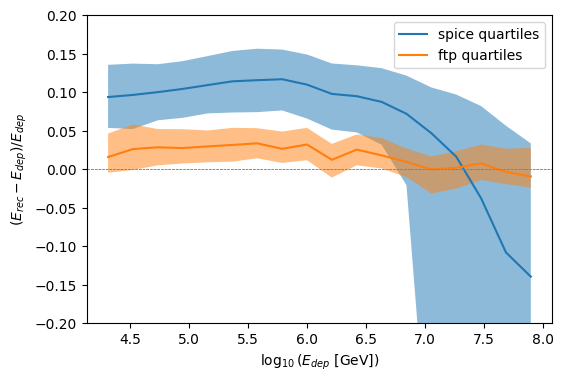 0.20
0.15
0.10
0.05
0.00
−0.05
−0.10
−0.15
−0.20
(E_rec − E_dep)/E_dep
spice quartiles
ftp quartiles
4.5 5.0 5.5 6.0 6.5 7.0 7.5 8.0
log10 (E_dep [GeV])